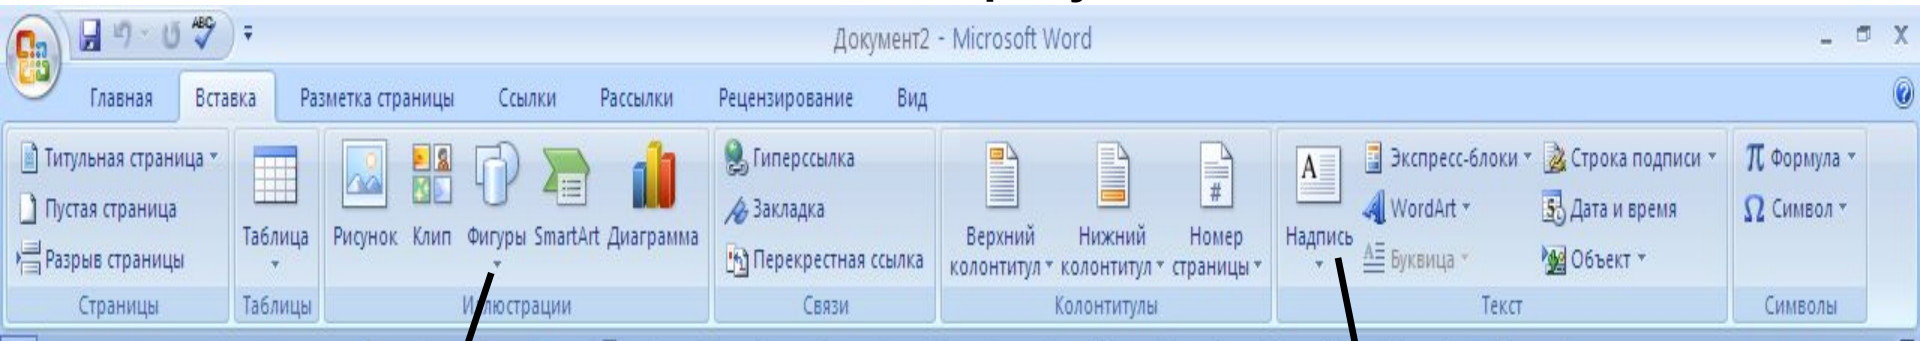 ABC
Документ2 - Microsoft Word
Главная Вставка Разметка страницы Ссылки Рассылки Рецензирование Вид
Титульная страница
Пустая страница
Разрыв страницы
Страницы
Таблица
Таблицы
Рисунок Клип Фигуры SmartArt Диаграмма
Иллюстрации
Гиперссылка
Закладка
Перекрестная ссылка
Связи
Верхний колонтитул
Нижний колонтитул
Номер страницы
Колонтитулы
Надпись
Экспресс-блоки
WordArt
Буквица
Строка подписи
Дата и время
Объект
Текст
π Формула
Ω Символ
Символы